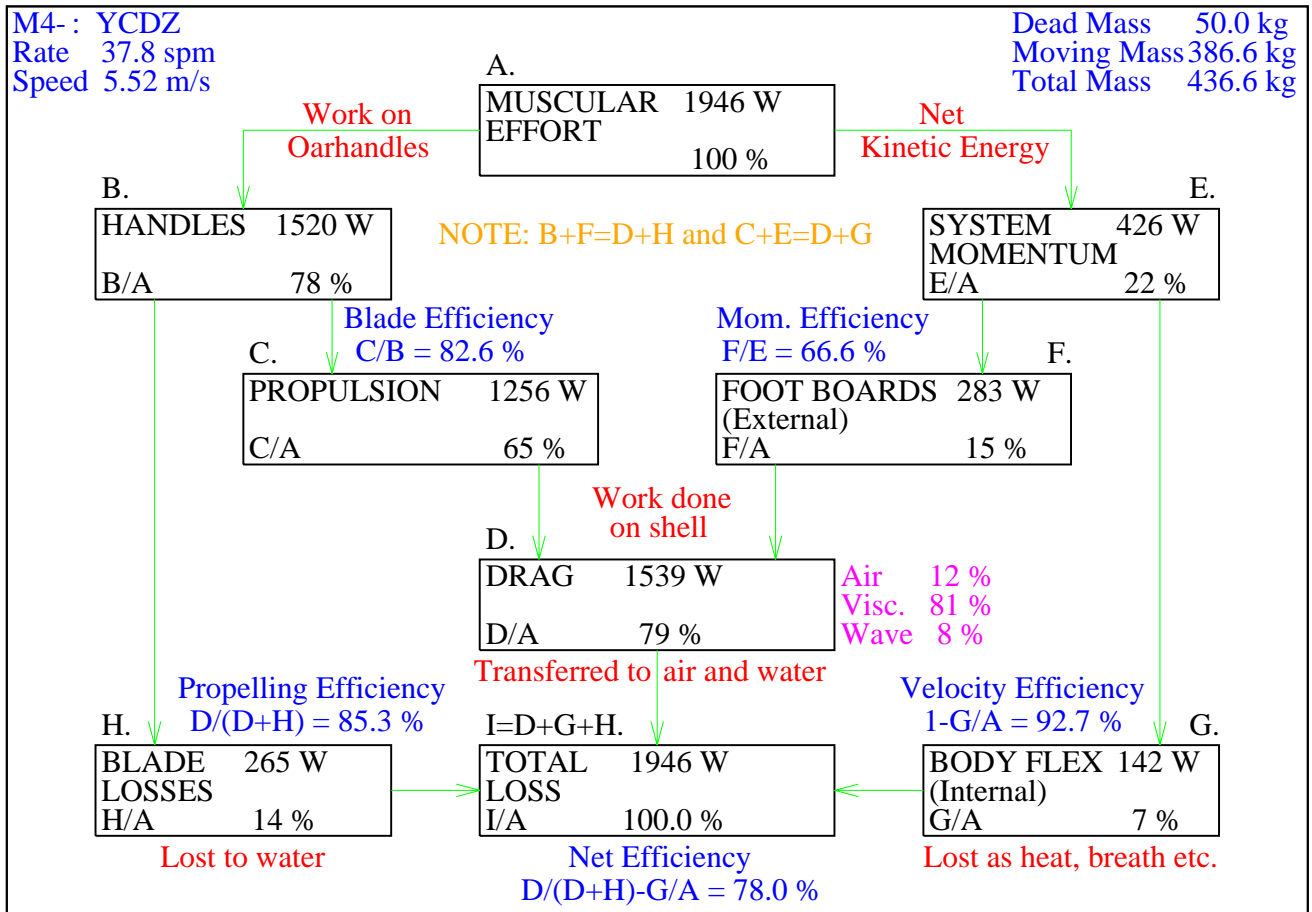 M4- : YCDZ
Rate 37.8 spm
Speed 5.52 m/s
Dead Mass 50.0 kg
Moving Mass 386.6 kg
Total Mass 436.6 kg
A.
MUSCULAR 1946 W
EFFORT
100 %
Work on
Oarhandles
Net
Kinetic Energy
B.
HANDLES 1520 W
B/A 78 %
NOTE: B+F=D+H and C+E=D+G
E.
SYSTEM 426 W
MOMENTUM
E/A 22 %
Blade Efficiency
C/B = 82.6 %
Mom. Efficiency
F/E = 66.6 %
C.
PROPULSION 1256 W
C/A 65 %
F.
FOOT BOARDS 283 W
(External)
F/A 15 %
Work done
on shell
D.
DRAG 1539 W
D/A 79 %
Air 12 %
Visc. 81 %
Wave 8 %
Transferred to air and water
Propelling Efficiency
D/(D+H) = 85.3 %
Velocity Efficiency
1-G/A = 92.7 %
H.
BLADE 265 W
LOSSES
H/A 14 %
Lost to water
I=D+G+H.
TOTAL 1946 W
LOSS
I/A 100.0 %
Net Efficiency
D/(D+H)-G/A = 78.0 %
G.
BODY FLEX 142 W
(Internal)
G/A 7 %
Lost as heat, breath etc.